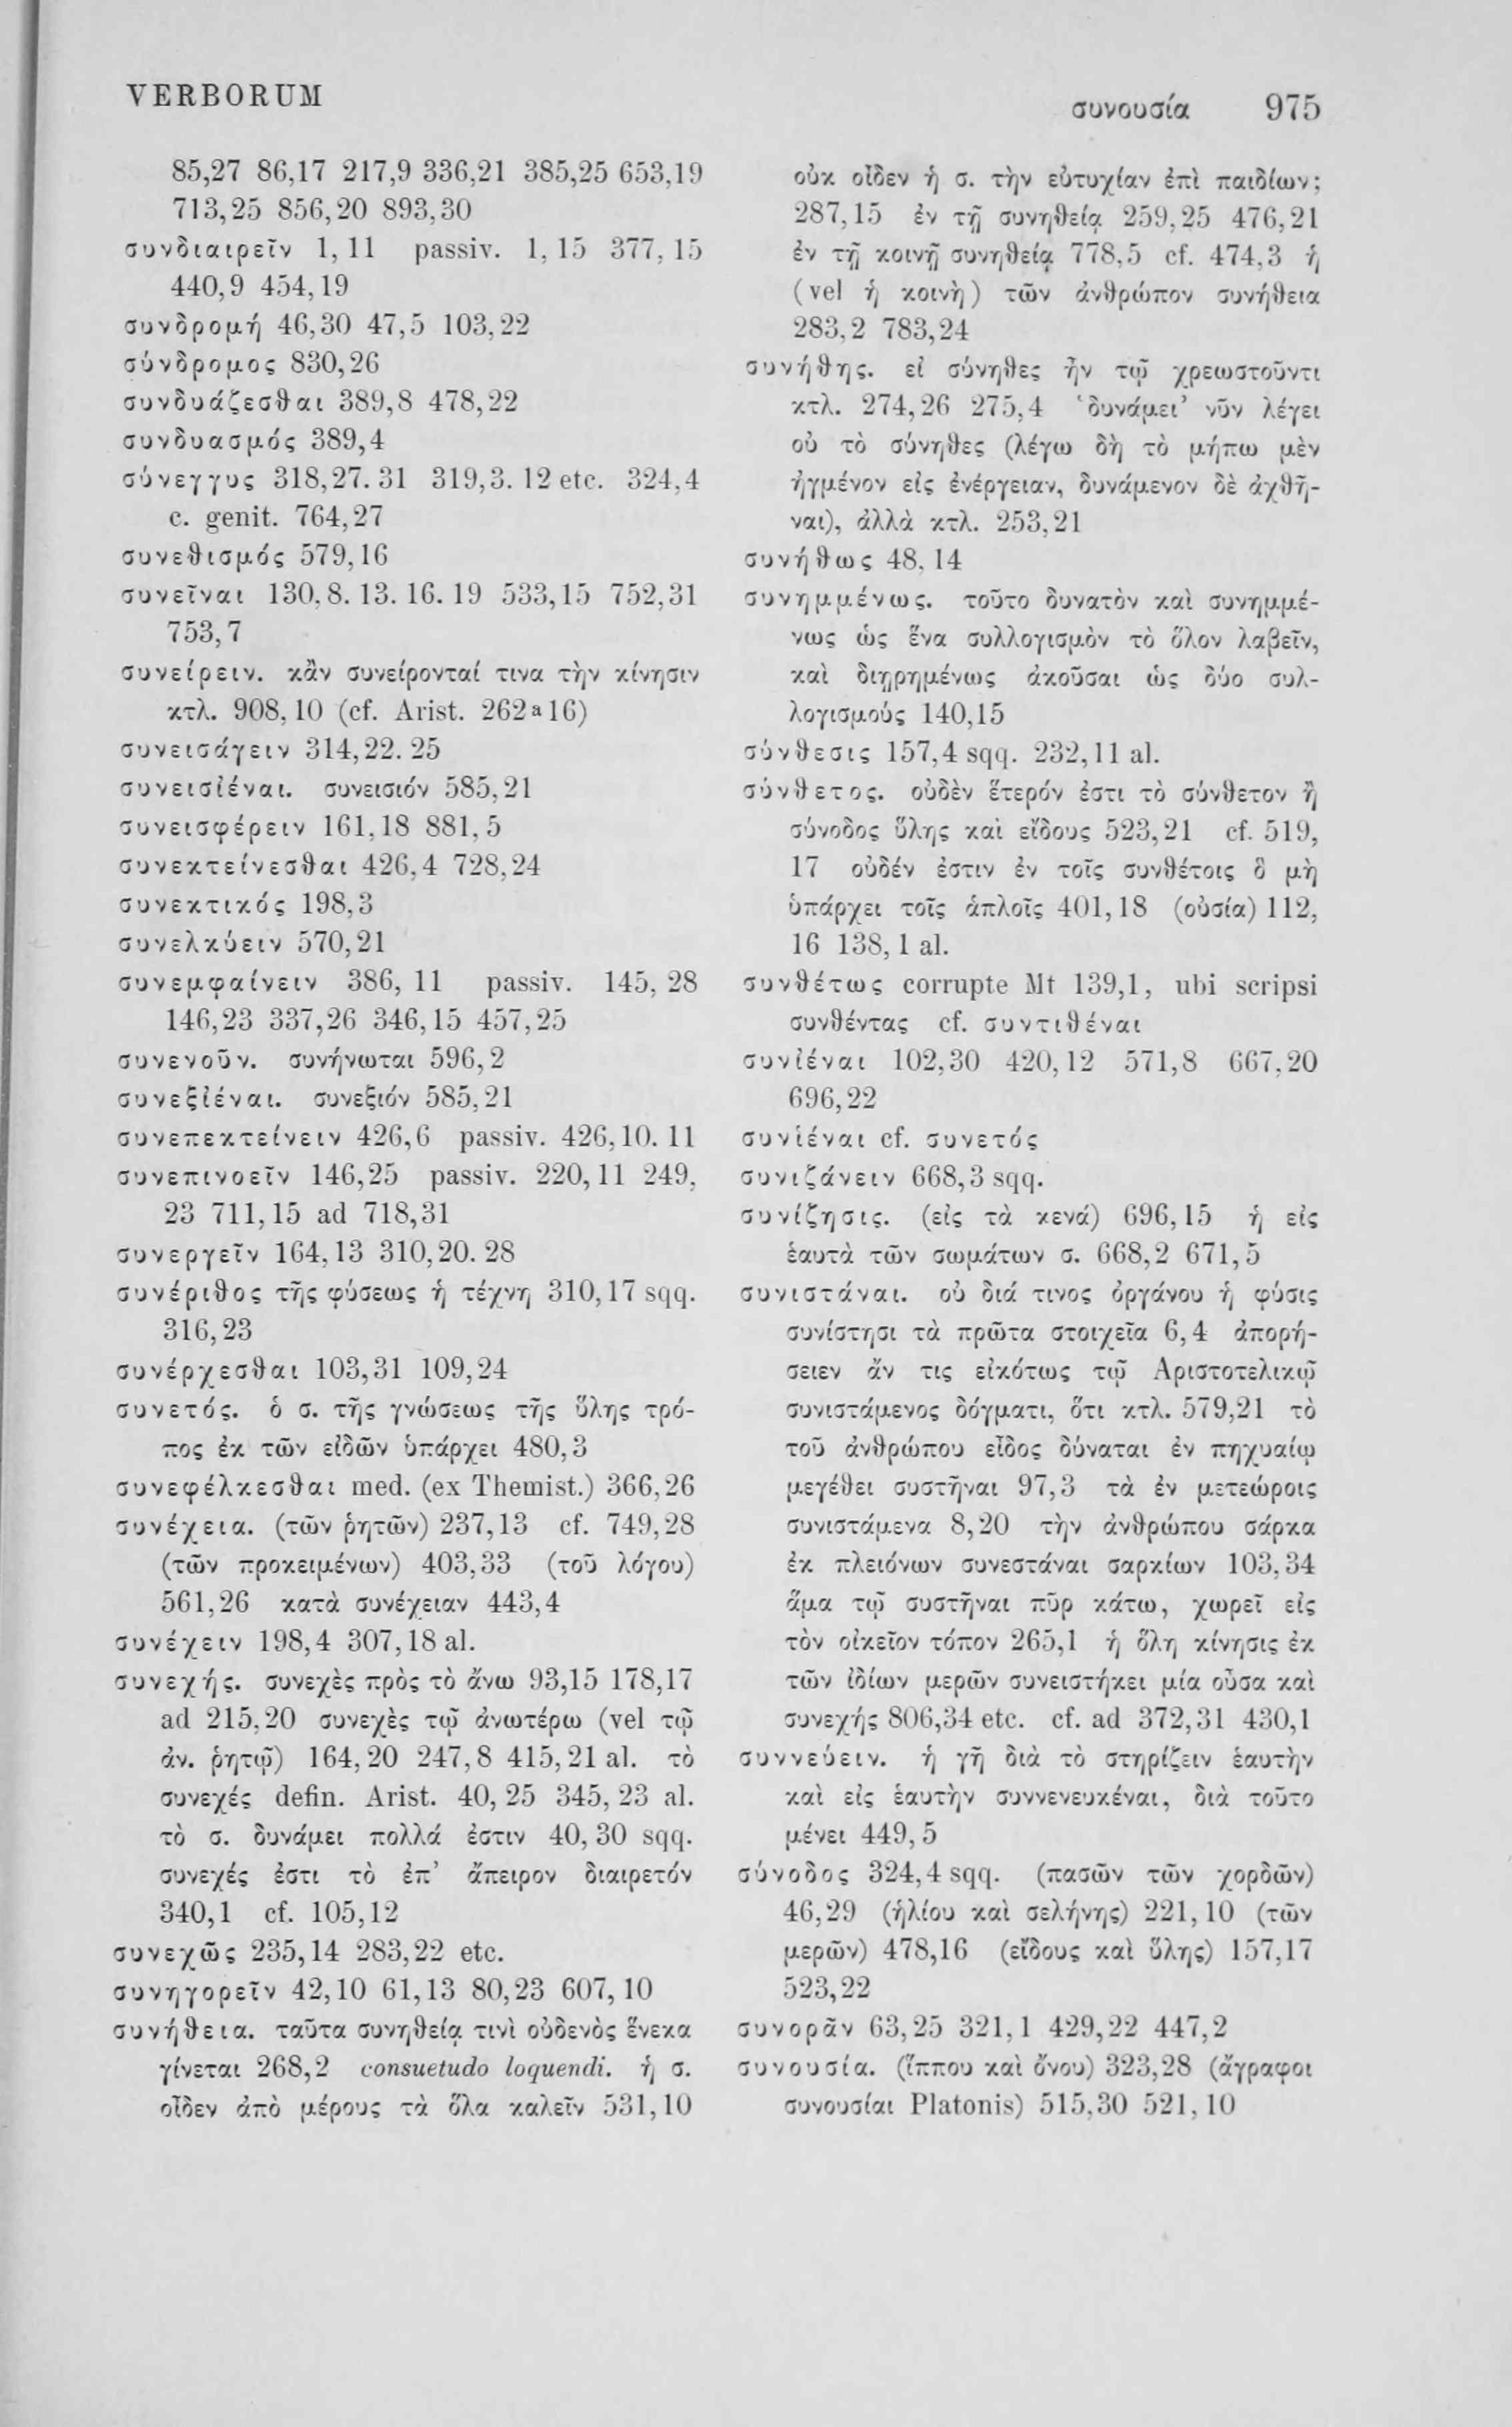 VERBORUM
συνουσία 975
85,27 86,17 217,9 336,21 385,25 653,19
713,25 856,20 893,30
συνδιαιρεῖν 1,11 passiv. 1,15 377,15
440,9 454,19
συνδρομή 46,30 47,5 103,22
σύνδρομος 830,26
συνδυάζεσθαι 389,8 478,22
συνδυασμός 389,4
σύνεγγυς 318,27. 31 319,3. 12 etc. 324,4
c. genit. 764,27
συνεθισμός 579,16
συνεῖναι 130,8. 13. 16. 19 533,15 752,31
753,7
συνείρειν. κἂν συνείρονταί τινα τὴν κίνησιν
κτλ. 908,10 (cf. Arist. 262ª16)
συνεισάγειν 314,22. 25
συνεισιέναι. συνεισιόν 585,21
συνεισφέρειν 161,18 881,5
συνεκτείνεσθαι 426,4 728,24
συνεκτικός 198,3
συνελκύειν 570,21
συνεμφαίνειν 386,11 passiv. 145,28
146,23 337,26 346,15 457,25
συνενοῦν. συνήνωται 596,2
συνεξιέναι. συνεξιόν 585,21
συνεπεκτείνειν 426,6 passiv. 426,10. 11
συνεπινοεῖν 146,25 passiv. 220,11 249,
23 711,15 ad 718,31
συνεργεῖν 164,13 310,20. 28
συνέριθος τῆς φύσεως ἡ τέχνη 310,17 sqq.
316,23
συνέρχεσθαι 103,31 109,24
συνετός. ὁ σ. τῆς γνώσεως τῆς ὕλης τρό-
πος ἐκ τῶν εἰδῶν ὑπάρχει 480,3
συνεφέλκεσθαι med. (ex Themist.) 366,26
συνέχεια. (τῶν ῥητῶν) 237,13 cf. 749,28
(τῶν προκειμένων) 403,33 (τοῦ λόγου)
561,26 κατὰ συνέχειαν 443,4
συνέχειν 198,4 307,18 al.
συνεχής. συνεχὲς πρὸς τὸ ἄνω 93,15 178,17
ad 215,20 συνεχὲς τῷ ἀνωτέρω (vel τῷ
ἀν. ῥητῷ) 164,20 247,8 415,21 al. τὸ
συνεχές defin. Arist. 40,25 345,23 al.
τὸ σ. δυνάμει πολλά ἐστιν 40,30 sqq.
συνεχές ἐστι τὸ ἐπ’ ἄπειρον διαιρετόν
340,1 cf. 105,12
συνεχῶς 235,14 283,22 etc.
συνηγορεῖν 42,10 61,13 80,23 607,10
συνήθεια. ταῦτα συνηθείᾳ τινὶ οὐδενὸς ἕνεκα
γίνεται 268,2 consuetudo loquendi. ἡ σ.
οἶδεν ἀπὸ μέρους τὰ ὅλα καλεῖν 531,10
οὐκ οἶδεν ἡ σ. τὴν εὐτυχίαν ἐπὶ παιδίων;
287,15 ἐν τῇ συνηθείᾳ 259,25 476,21
ἐν τῇ κοινῇ συνηθείᾳ 778,5 cf. 474,3 ἡ
(vel ἡ κοινὴ) τῶν ἀνθρώπον συνήθεια
283,2 783,24
συνήθης. εἰ σύνηθες ἦν τῷ χρεωστοῦντι
κτλ. 274,26 275,4 ‘δυνάμει’ νῦν λέγει
οὐ τὸ σύνηθες (λέγω δὴ τὸ μήπω μὲν
ἠγμένον εἰς ἐνέργειαν, δυνάμενον δὲ ἀχθῆ-
ναι), ἀλλὰ κτλ. 253,21
συνήθως 48,14
συνημμένως. τοῦτο δυνατὸν καὶ συνημμέ-
νως ὡς ἕνα συλλογισμὸν τὸ ὅλον λαβεῖν,
καὶ διῃρημένως ἀκοῦσαι ὡς δύο συλ-
λογισμούς 140,15
σύνθεσις 157,4 sqq. 232,11 al.
σύνθετος. οὐδὲν ἕτερόν ἐστι τὸ σύνθετον ἢ
σύνοδος ὕλης καὶ εἴδους 523,21 cf. 519,
17 οὐδέν ἐστιν ἐν τοῖς συνθέτοις ὃ μὴ
ὑπάρχει τοῖς ἁπλοῖς 401,18 (οὐσία) 112,
16 138,1 al.
συνθέτως corrupte Mt 139,1, ubi scripsi
συνθέντας cf. συντιθέναι
συνιέναι 102,30 420,12 571,8 667,20
696,22
συνιέναι cf. συνετός
συνιζάνειν 668,3 sqq.
συνίζησις. (εἰς τὰ κενά) 696,15 ἡ εἰς
ἑαυτὰ τῶν σωμάτων σ. 668,2 671,5
συνιστάναι. οὐ διά τινος ὀργάνου ἡ φύσις
συνίστησι τὰ πρῶτα στοιχεῖα 6,4 ἀπορή-
σειεν ἄν τις εἰκότως τῷ Ἀριστοτελικῷ
συνιστάμενος δόγματι, ὅτι κτλ. 579,21 τὸ
τοῦ ἀνθρώπου εἶδος δύναται ἐν πηχυαίῳ
μεγέθει συστῆναι 97,3 τὰ ἐν μετεώροις
συνιστάμενα 8,20 τὴν ἀνθρώπου σάρκα
ἐκ πλειόνων συνεστάναι σαρκίων 103,34
ἅμα τῷ συστῆναι πῦρ κάτω, χωρεῖ εἰς
τὸν οἰκεῖον τόπον 265,1 ἡ ὅλη κίνησις ἐκ
τῶν ἰδίων μερῶν συνειστήκει μία οὖσα καὶ
συνεχής 806,34 etc. cf. ad 372,31 430,1
συννεύειν. ἡ γῆ διὰ τὸ στηρίζειν ἑαυτὴν
καὶ εἰς ἑαυτὴν συννενευκέναι, διὰ τοῦτο
μένει 449,5
σύνοδος 324,4 sqq. (πασῶν τῶν χορδῶν)
46,29 (ἡλίου καὶ σελήνης) 221,10 (τῶν
μερῶν) 478,16 (εἴδους καὶ ὕλης) 157,17
523,22
συνορᾶν 63,25 321,1 429,22 447,2
συνουσία. (ἵππου καὶ ὄνου) 323,28 (ἄγραφοι
συνουσίαι Platonis) 515,30 521,10